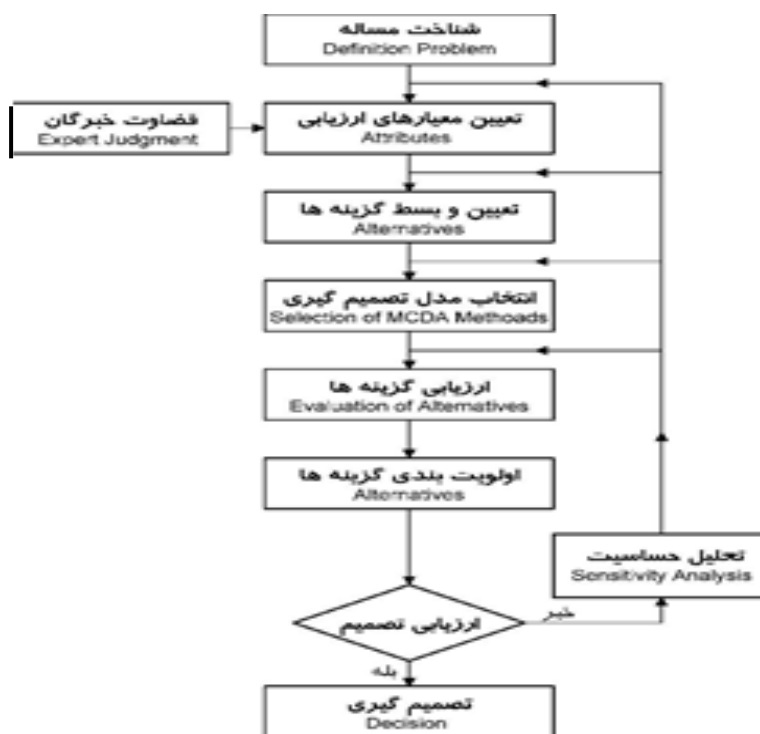 شناخت مساله
Definition Problem
قضاوت خبرگان
Expert Judgment
تعیین معیارهای ارزیابی
Attributes
تعیین و بسط گزینه ها
Alternatives
انتخاب مدل تصمیم گیری
Selection of MCDA Methoads
ارزیابی گزینه ها
Evaluation of Alternatives
اولویت بندی گزینه ها
Alternatives
تحلیل حساسیت
Sensitivity Analysis
ارزیابی تصمیم
خیر
بله
تصمیم گیری
Decision